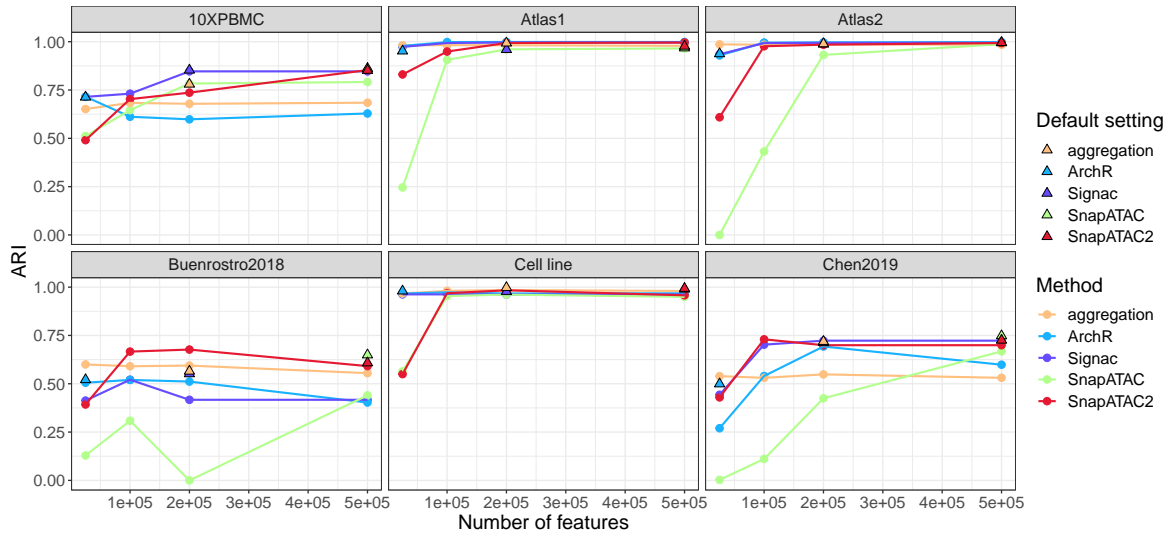 10XPBMC Atlas1 Atlas2
1.00
0.75
0.50
0.25
0.00
Buenrostro2018 Cell line Chen2019
1.00
0.75
0.50
0.25
0.00
1e+05 2e+05 3e+05 4e+05 5e+05 1e+05 2e+05 3e+05 4e+05 5e+05 1e+05 2e+05 3e+05 4e+05 5e+05
Number of features
ARI
Default setting
aggregation
ArchR
Signac
SnapATAC
SnapATAC2
Method
aggregation
ArchR
Signac
SnapATAC
SnapATAC2